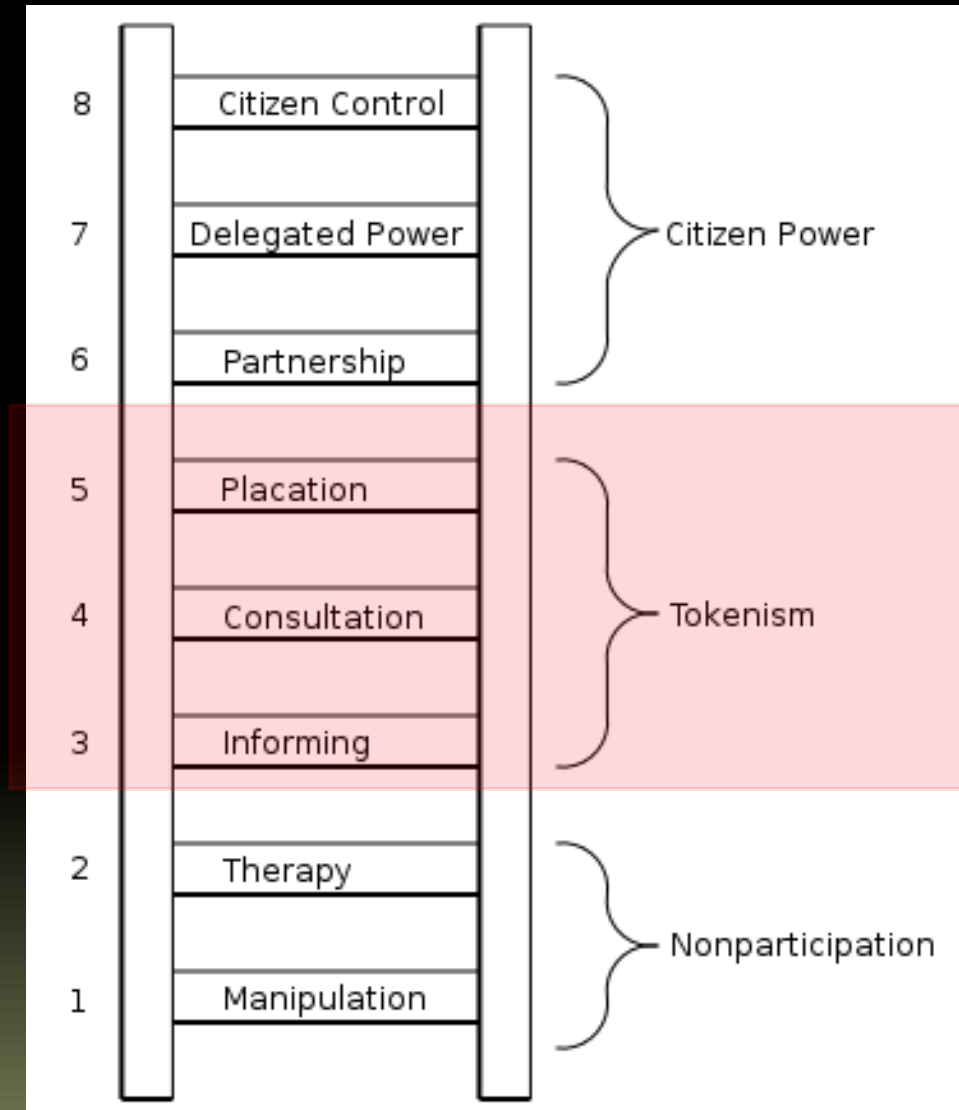 8 Citizen Control
7 Delegated Power Citizen Power
6 Partnership
5 Placation
4 Consultation Tokenism
3 Informing
2 Therapy
Nonparticipation
1 Manipulation